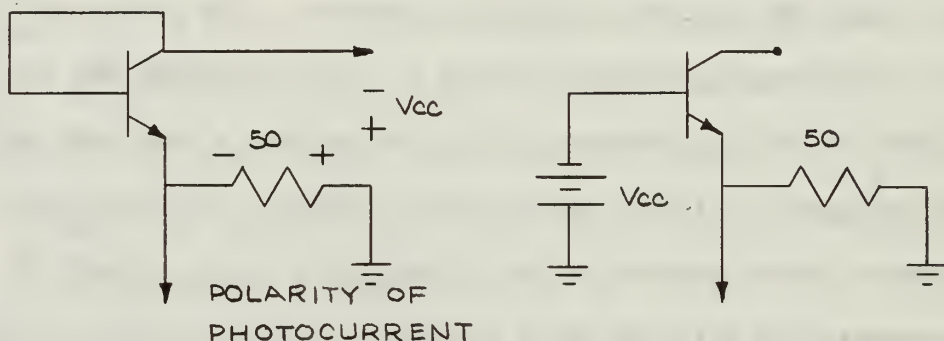 − Vcc +
− 50 +
50
Vcc
POLARITY OF
PHOTOCURRENT